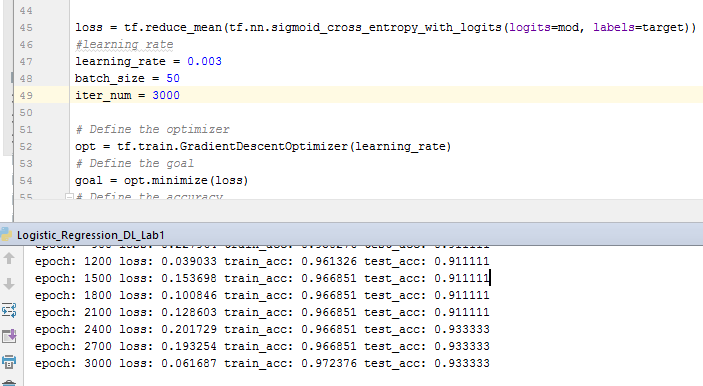 44
45 loss = tf.reduce_mean(tf.nn.sigmoid_cross_entropy_with_logits(logits=mod, labels=target))
46 #learning rate
47 learning_rate = 0.003
48 batch_size = 50
49 iter_num = 3000
50
51 # Define the optimizer
52 opt = tf.train.GradientDescentOptimizer(learning_rate)
53 # Define the goal
54 goal = opt.minimize(loss)
55 # Define the accuracy
Logistic_Regression_DL_Lab1
epoch: loss: train_acc: test_acc: 0.911111
epoch: 1200 loss: 0.039033 train_acc: 0.961326 test_acc: 0.911111
epoch: 1500 loss: 0.153698 train_acc: 0.966851 test_acc: 0.911111
epoch: 1800 loss: 0.100846 train_acc: 0.966851 test_acc: 0.911111
epoch: 2100 loss: 0.128603 train_acc: 0.966851 test_acc: 0.911111
epoch: 2400 loss: 0.201729 train_acc: 0.966851 test_acc: 0.933333
epoch: 2700 loss: 0.193254 train_acc: 0.966851 test_acc: 0.933333
epoch: 3000 loss: 0.061687 train_acc: 0.972376 test_acc: 0.933333